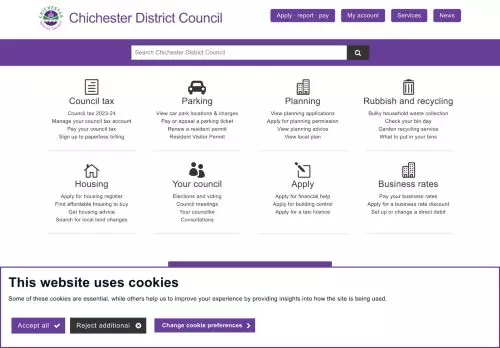 Chichester District Council
Apply · report · pay
My account
Services
News
Search Chichester District Council
Council tax
Council tax 2023-24
Manage your council tax account
Pay your council tax
Sign up to paperless billing
Parking
View car park locations & charges
Pay or appeal a parking ticket
Renew a resident permit
Resident Visitor Permit
Planning
View planning applications
Apply for planning permission
View planning advice
View local plan
Rubbish and recycling
Bulky household waste collection
Check your bin day
Garden recycling service
What to put in your bins
Housing
Apply for housing register
Find affordable housing to buy
Get housing advice
Search for local land changes
Your council
Elections and voting
Council meetings
Your councillor
Consultations
Apply
Apply for financial help
Apply for building control
Apply for a taxi licence
Business rates
Pay your business rates
Apply for a business rate discount
Set up or change a direct debit
This website uses cookies
Some of these cookies are essential, while others help us to improve your experience by providing insights into how the site is being used.
Accept all
Reject additional
Change cookie preferences